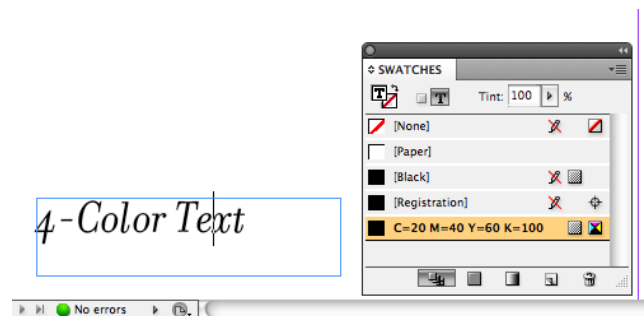 SWATCHES
T T Tint: 100 %
[None]
[Paper]
[Black]
[Registration]
C=20 M=40 Y=60 K=100
4-Color Text
No errors